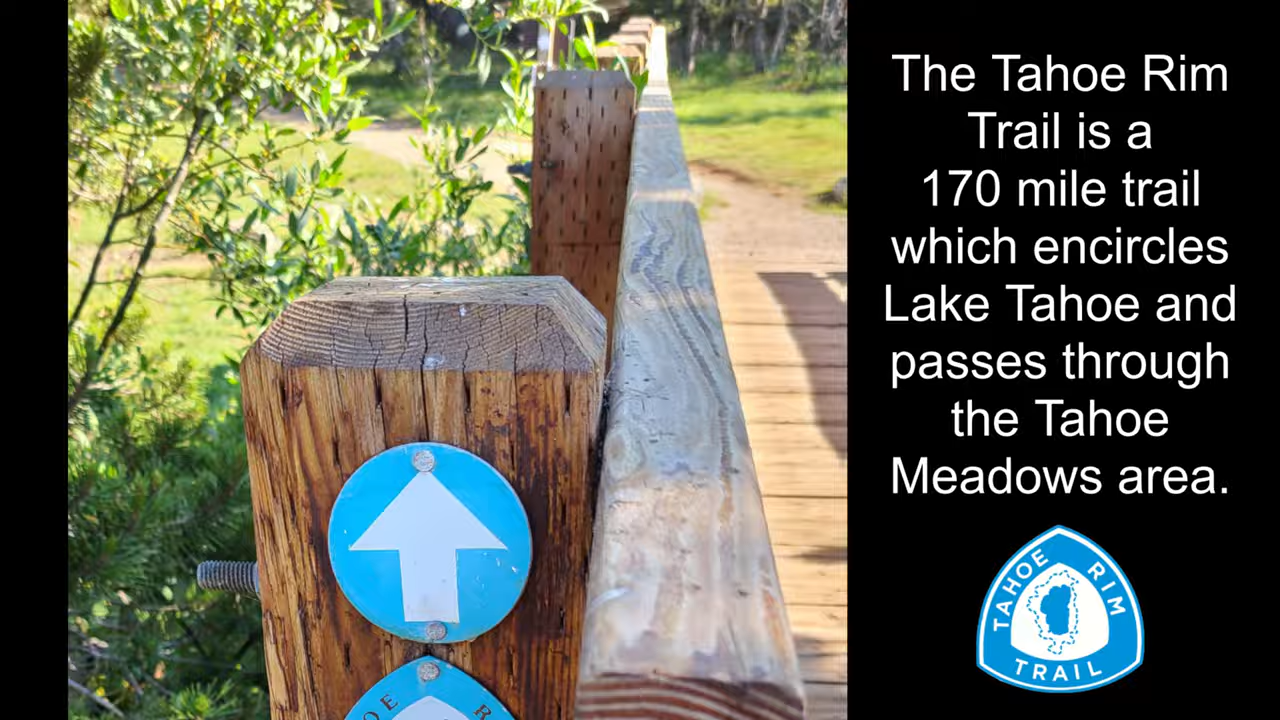 The Tahoe Rim
Trail is a
170 mile trail
which encircles
Lake Tahoe and
passes through
the Tahoe
Meadows area.
TAHOE RIM
TRAIL
OE R